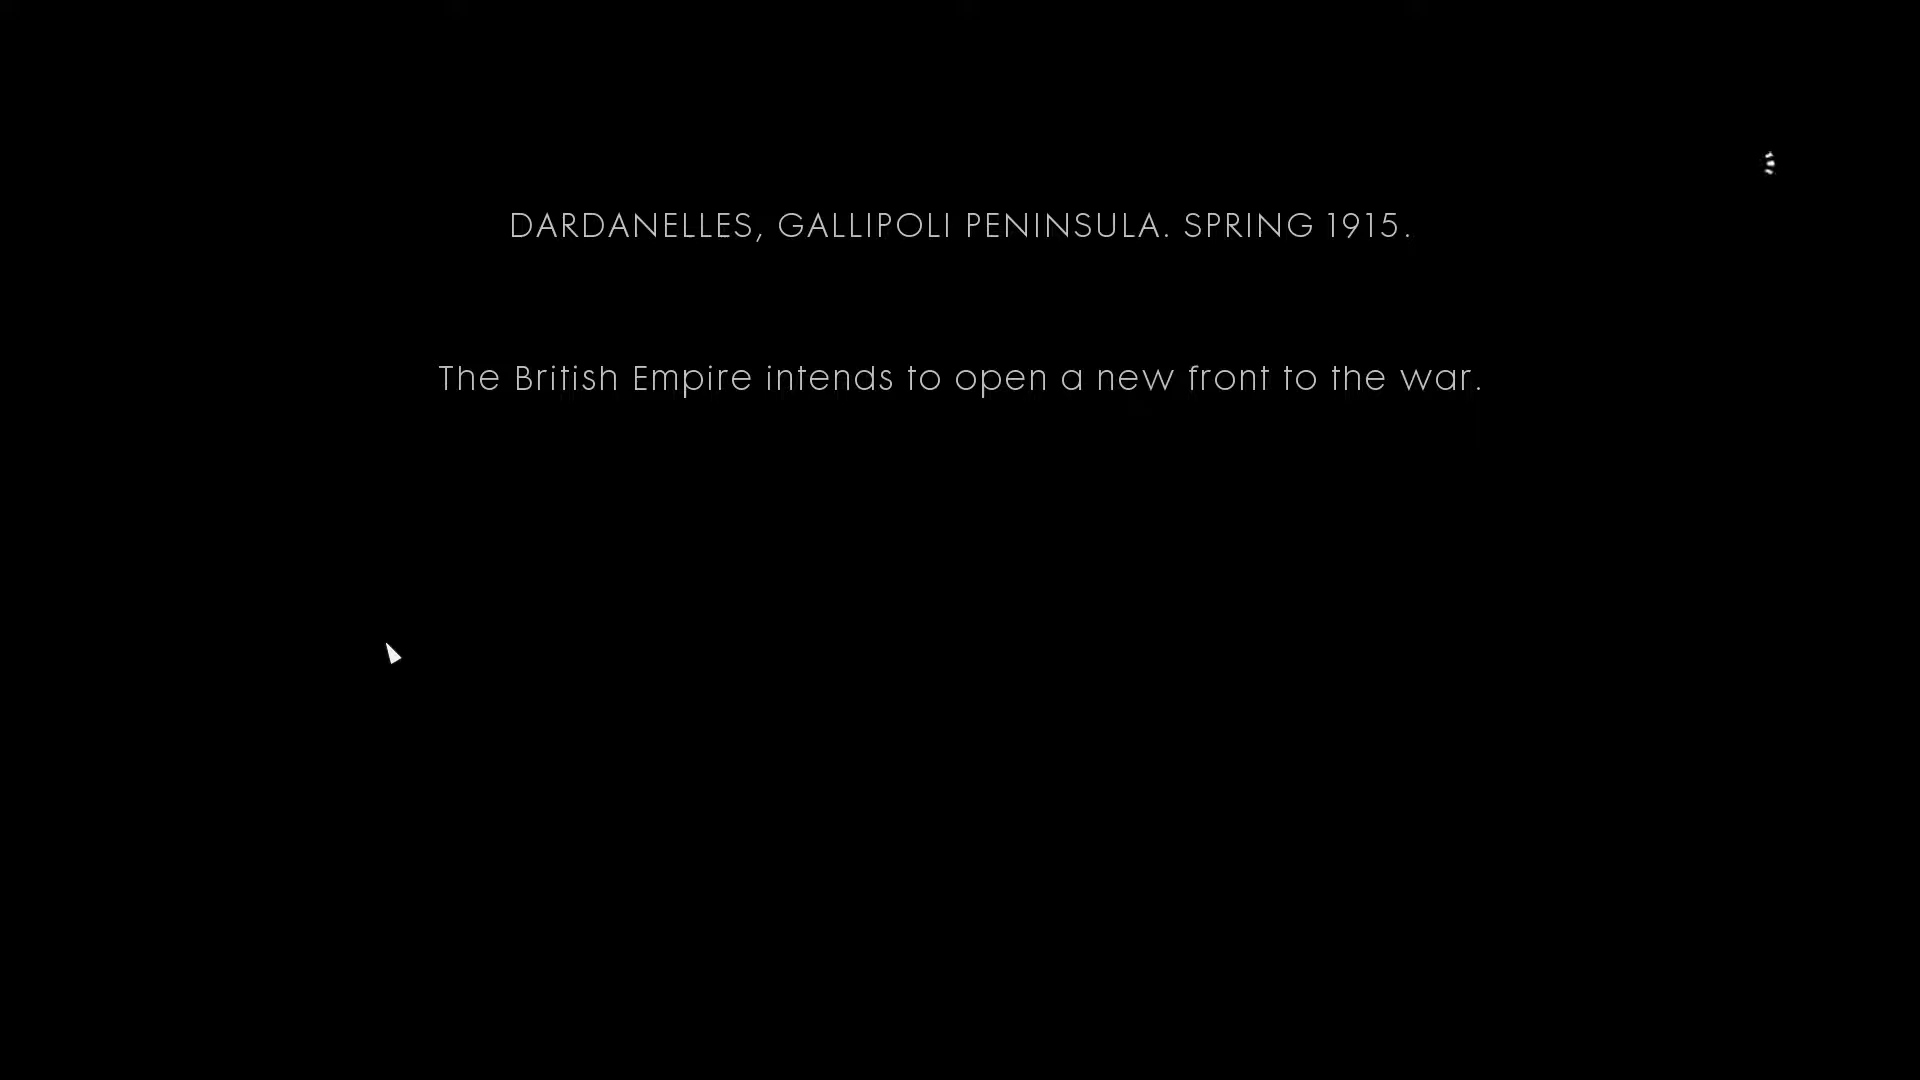 DARDANELLES, GALLIPOLI PENINSULA. SPRING 1915.
The British Empire intends to open a new front to the war.